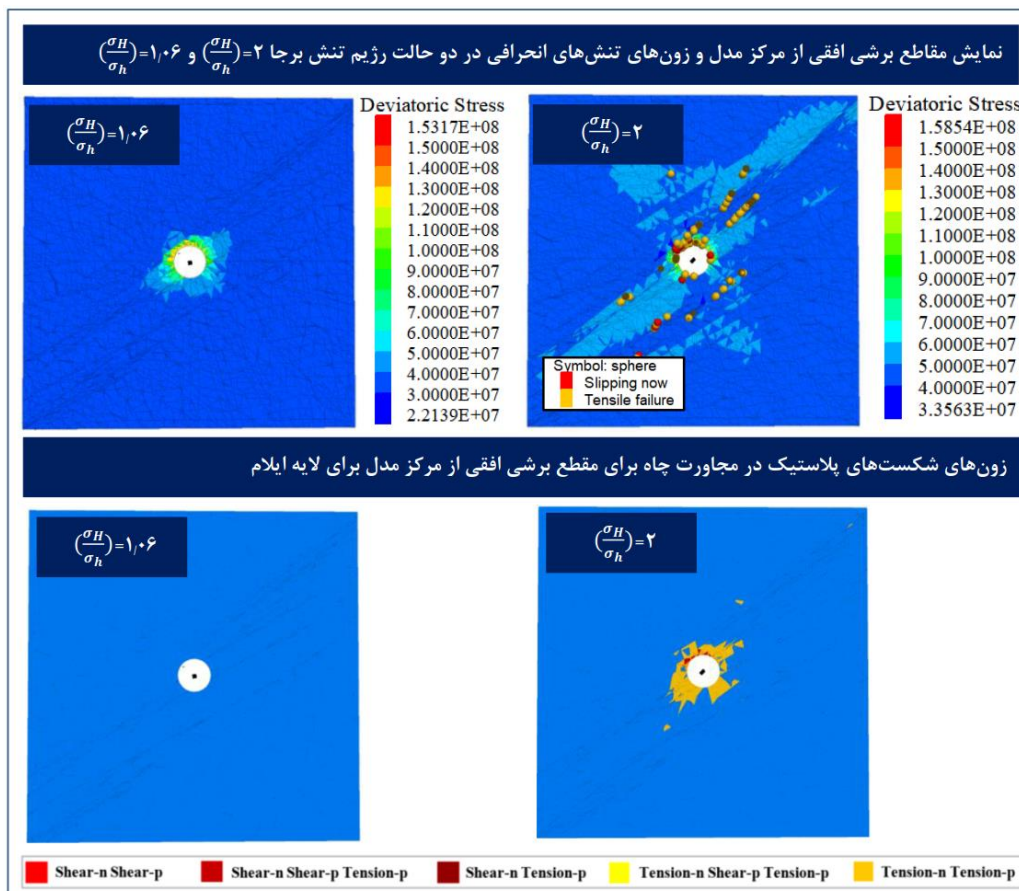 نمایش مقاطع برشی افقی از مرکز مدل و زون‌های تنش‌های انحرافی در دو حالت رژیم تنش برجا ۲=(σH/σh) و ۱٫۰۶=(σH/σh)
(σH/σh)=۱٫۰۶
Deviatoric Stress
1.5317E+08
1.5000E+08
1.4000E+08
1.3000E+08
1.2000E+08
1.1000E+08
1.0000E+08
9.0000E+07
8.0000E+07
7.0000E+07
6.0000E+07
5.0000E+07
4.0000E+07
3.0000E+07
2.2139E+07
(σH/σh)=۲
Symbol: sphere
Slipping now
Tensile failure
Deviatoric Stress
1.5854E+08
1.5000E+08
1.4000E+08
1.3000E+08
1.2000E+08
1.1000E+08
1.0000E+08
9.0000E+07
8.0000E+07
7.0000E+07
6.0000E+07
5.0000E+07
4.0000E+07
3.3563E+07
زون‌های شکست‌های پلاستیک در مجاورت چاه برای مقطع برشی افقی از مرکز مدل برای لایه ایلام
(σH/σh)=۱٫۰۶
(σH/σh)=۲
Shear-n Shear-p Shear-n Shear-p Tension-p Shear-n Tension-p Tension-n Shear-p Tension-p Tension-n Tension-p